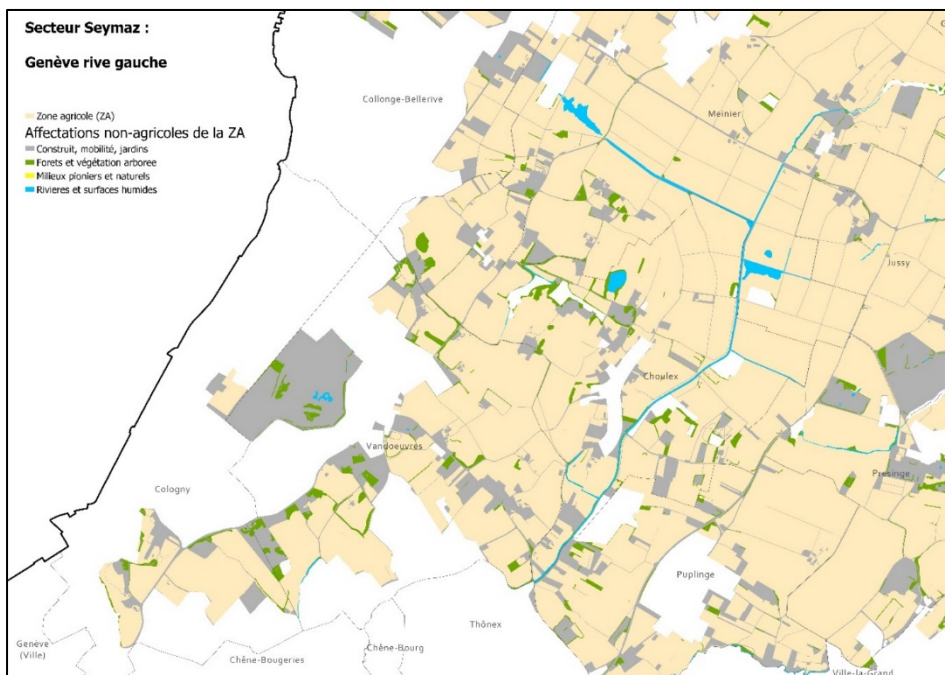 Secteur Seymaz :
Genève rive gauche
Zone agricole (ZA)
Affectations non-agricoles de la ZA
Construit, mobilité, jardins
Forets et végétation arboree
Milieux pioniers et naturels
Rivieres et surfaces humides
Collonge-Bellerive
Meinier
Jussy
Choulex
Vandoeuvres
Presinge
Cologny
Puplinge
Thônex
Genève
(Ville)
Chêne-Bourg
Chêne-Bougeries
Ville-la-Grand